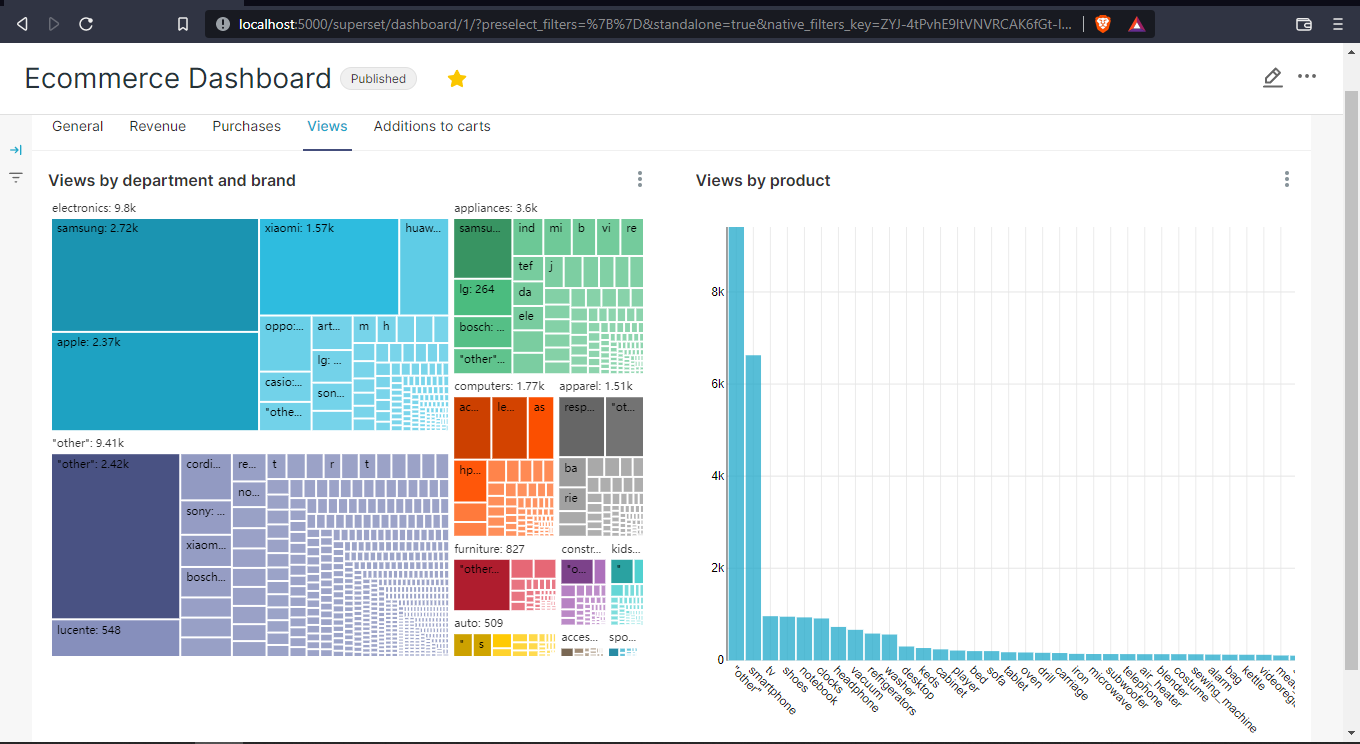 localhost:5000/superset/dashboard/1/?preselect_filters=%7B%7D&standalone=true&native_filters_key=ZYJ-4tPvhE9ItVNVRCAK6fGt-I...
Ecommerce Dashboard Published
General Revenue Purchases Views Additions to carts
Views by department and brand
electronics: 9.8k
samsung: 2.72k
xiaomi: 1.57k
huaw...
apple: 2.37k
oppo:...
art...
m
h
lg: ...
casio:...
son...
"othe...
"other": 9.41k
"other": 2.42k
cordi...
re...
t
r
t
no...
sony: ...
xiaom...
bosch...
lucente: 548
appliances: 3.6k
samsu...
ind
mi
b
vi
re
tef
j
lg: 264
da
ele
bosch: ...
"other"...
computers: 1.77k
ac...
le...
as
hp...
apparel: 1.51k
resp...
"ot...
ba
rie
furniture: 827
"other...
constr...
"o...
kids...
"
auto: 509
"
s
acces...
spo...
Views by product
8k
6k
4k
2k
0
"other"
smartphone
tv
shoes
notebook
clocks
headphone
vacuum
refrigerators
washer
desktop
keds
cabinet
player
bed
sofa
tablet
oven
drill
carriage
iron
microwave
subwoofer
telephone
air_heater
blender
costume
sewing_machine
alarm
bag
kettle